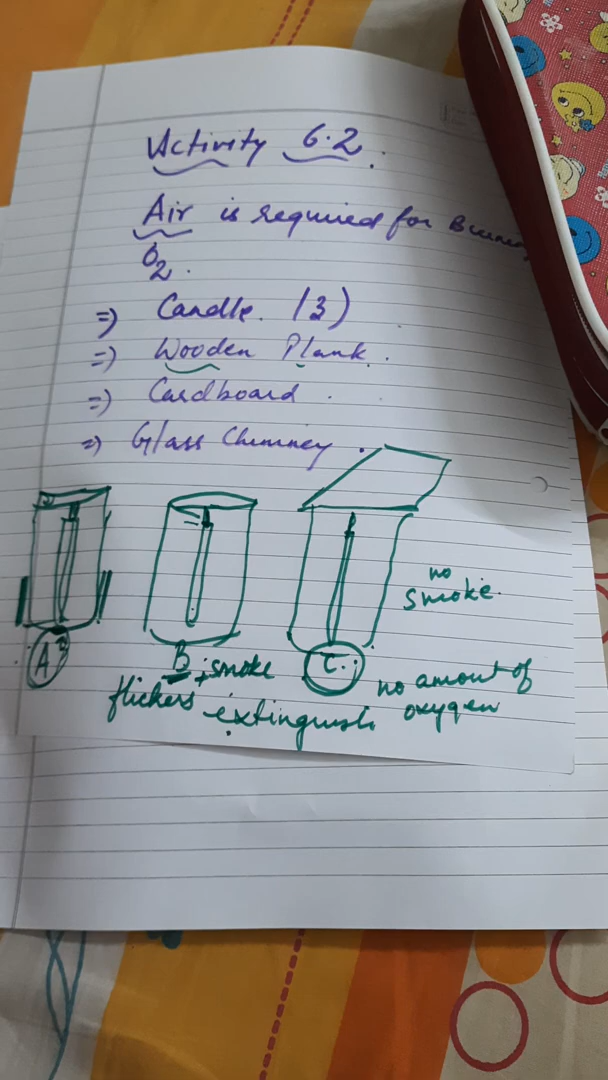 Activity 6.2.
Air is required for
O2.
=) Candle. (3)
=) Wooden Plank.
=) Cardboard.
=) Glass Chimney.
no
smoke.
A
B ; smoke
C.
flickers extinguish
no amount of
oxygen